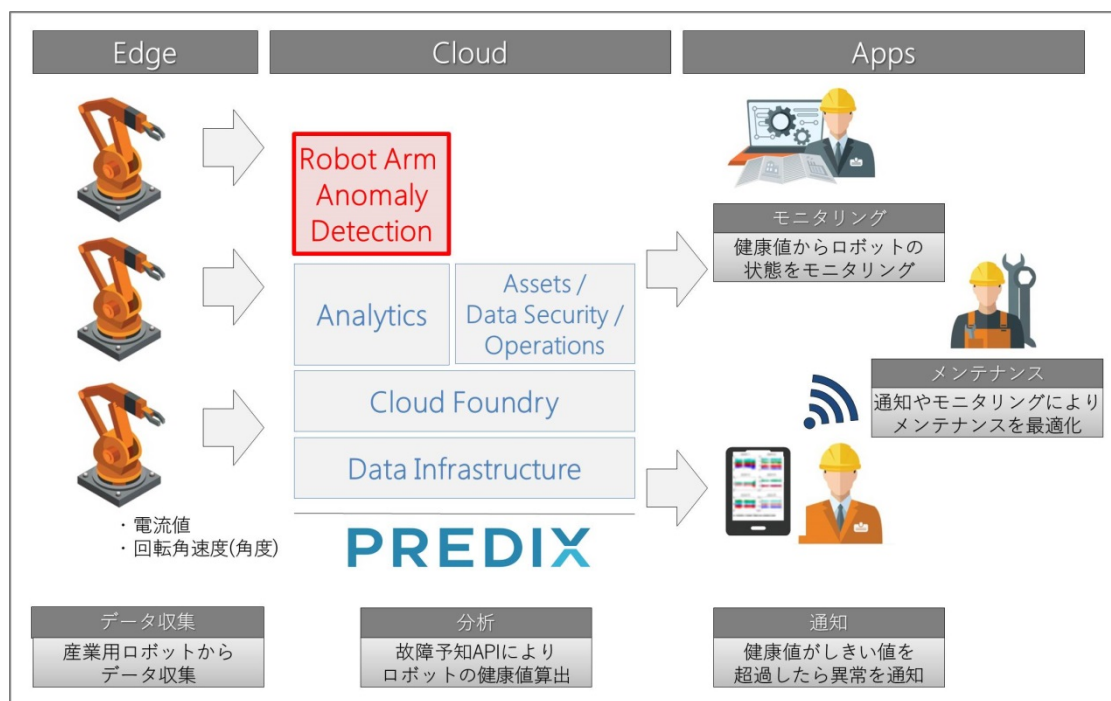 Edge
Cloud
Apps
Robot Arm
Anomaly
Detection
Analytics
Assets /
Data Security /
Operations
Cloud Foundry
Data Infrastructure
PREDIX
・電流値
・回転角速度(角度)
モニタリング
健康値からロボットの
状態をモニタリング
メンテナンス
通知やモニタリングにより
メンテナンスを最適化
データ収集
産業用ロボットから
データ収集
分析
故障予知APIにより
ロボットの健康値算出
通知
健康値がしきい値を
超過したら異常を通知